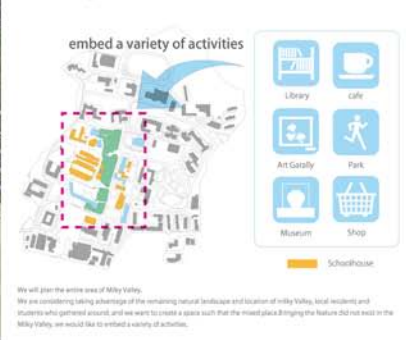 embed a variety of activities
Library
cafe
Art Garally
Park
Museum
Shop
Schoolhouse
We will plan the entire area of Milky Valley.
We are considering taking advantage of the remaining natural landscape and location of milky Valley, local residents and
students who gathered around, and we want to create a space such that the mixed place.Bringing the feature did not exist in the
Milky Valley, we would like to embed a variety of activities.